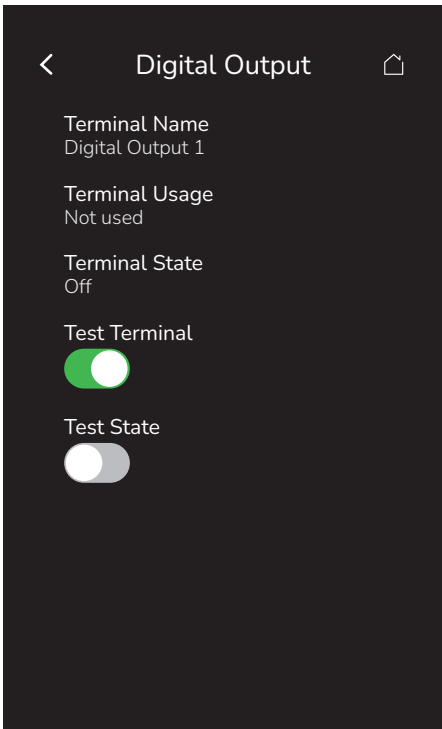 Digital Output
Terminal Name
Digital Output 1
Terminal Usage
Not used
Terminal State
Off
Test Terminal
Test State